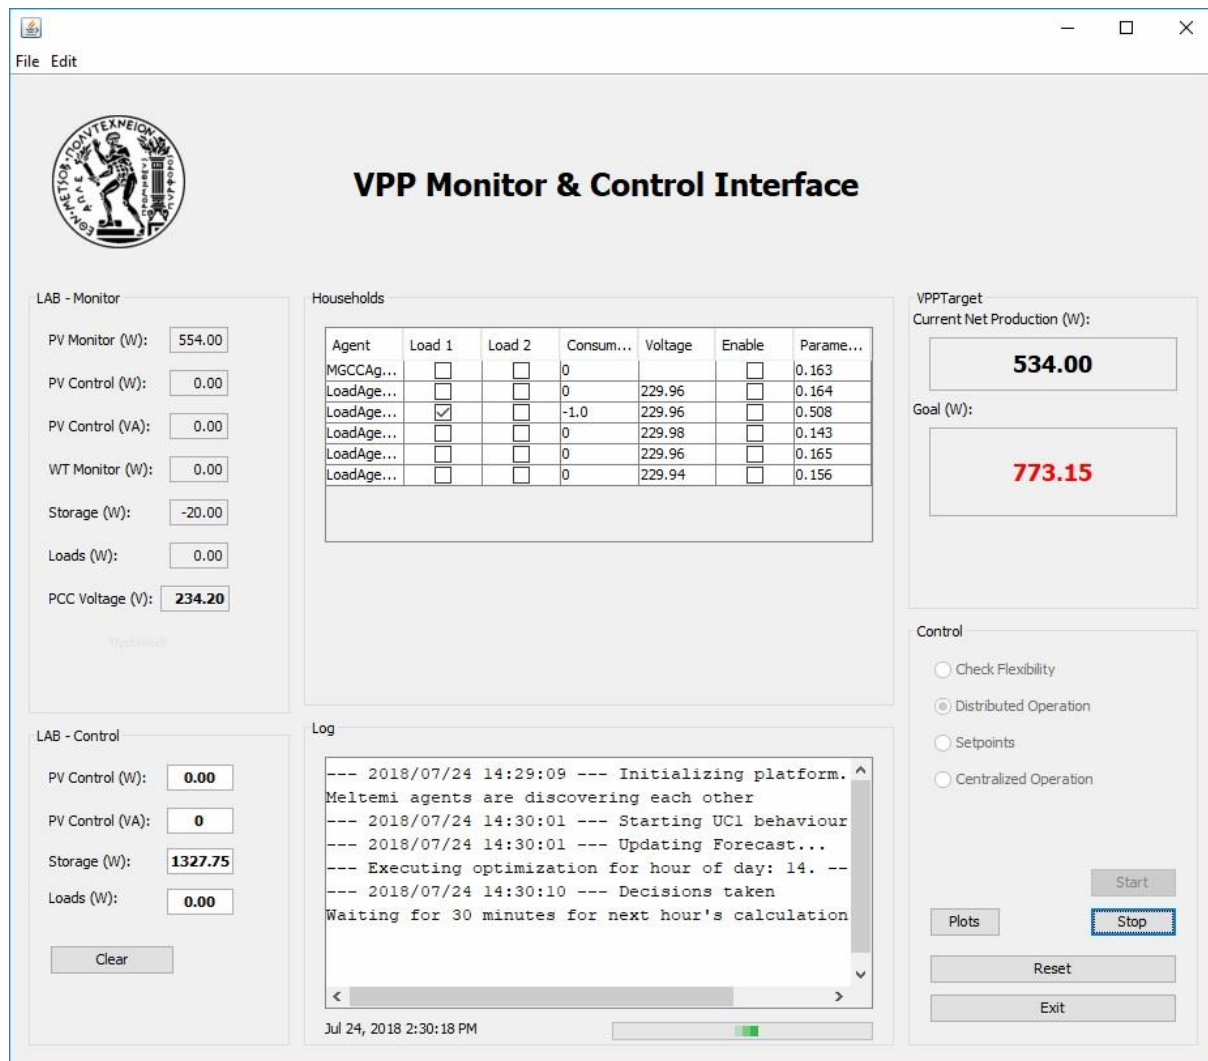 File Edit
ΕΘΝ·ΜΕΤΣΟΒ·ΠΟΛΥΤΕΧΝΕΙΟΝ
ΠΡΟΜΗΘΕΥΣ
ΠΥΡΦΟΡΟΣ
VPP Monitor & Control Interface
LAB - Monitor
PV Monitor (W): 554.00
PV Control (W): 0.00
PV Control (VA): 0.00
WT Monitor (W): 0.00
Storage (W): -20.00
Loads (W): 0.00
PCC Voltage (V): 234.20
Updated!
Households
Agent Load 1 Load 2 Consum... Voltage Enable Parame...
MGCCAg... 0 0.163
LoadAge... 0 229.96 0.164
LoadAge... -1.0 229.96 0.508
LoadAge... 0 229.98 0.143
LoadAge... 0 229.96 0.165
LoadAge... 0 229.94 0.156
VPPTarget
Current Net Production (W):
534.00
Goal (W):
773.15
LAB - Control
PV Control (W): 0.00
PV Control (VA): 0
Storage (W): 1327.75
Loads (W): 0.00
Clear
Log
--- 2018/07/24 14:29:09 --- Initializing platform.
Meltemi agents are discovering each other
--- 2018/07/24 14:30:01 --- Starting UC1 behaviour
--- 2018/07/24 14:30:01 --- Updating Forecast...
--- Executing optimization for hour of day: 14. --
--- 2018/07/24 14:30:10 --- Decisions taken
Waiting for 30 minutes for next hour's calculation
Jul 24, 2018 2:30:18 PM
Control
Check Flexibility
Distributed Operation
Setpoints
Centralized Operation
Start
Plots Stop
Reset
Exit